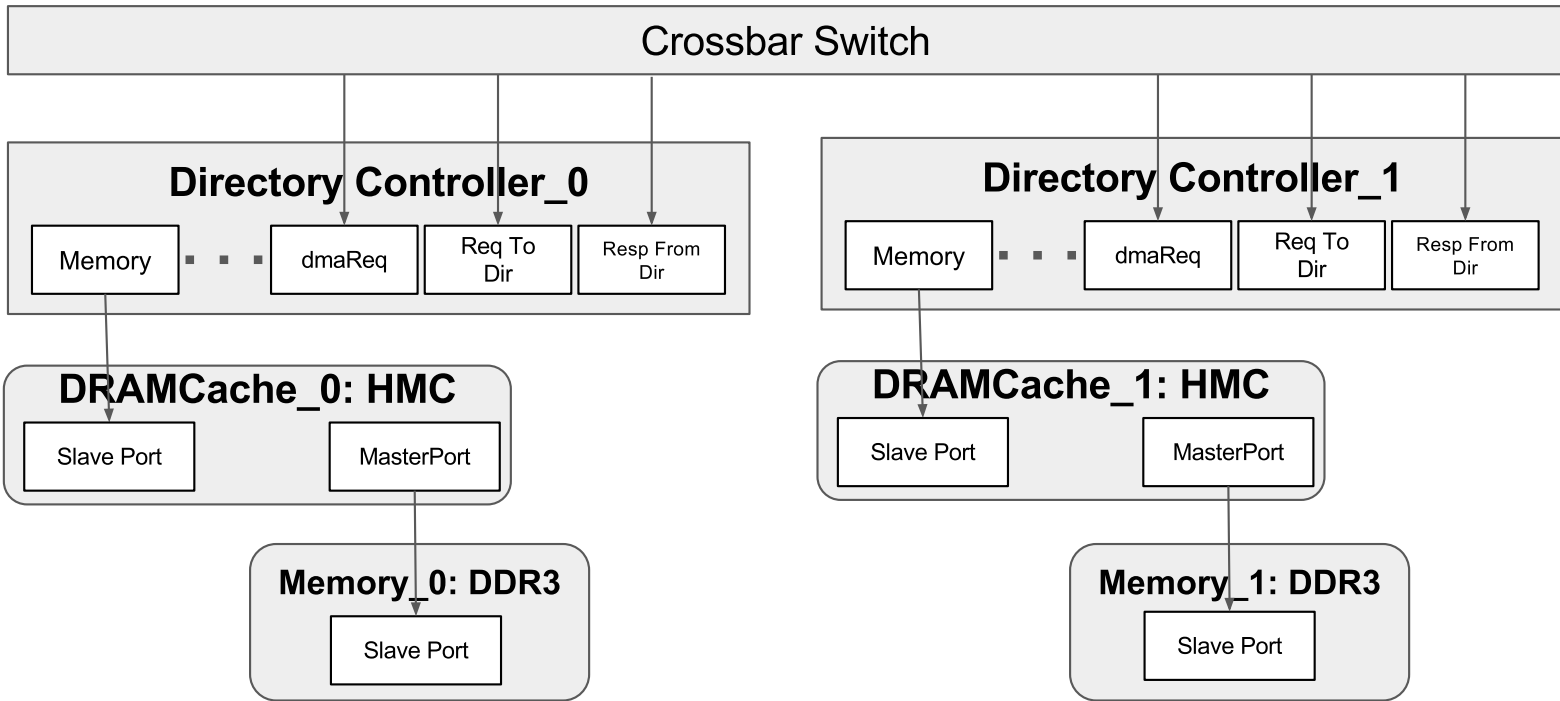 Crossbar Switch
Directory Controller_0
Memory
dmaReq
Req To
Dir
Resp From
Dir
DRAMCache_0: HMC
Slave Port
MasterPort
Memory_0: DDR3
Slave Port
Directory Controller_1
Memory
dmaReq
Req To
Dir
Resp From
Dir
DRAMCache_1: HMC
Slave Port
MasterPort
Memory_1: DDR3
Slave Port